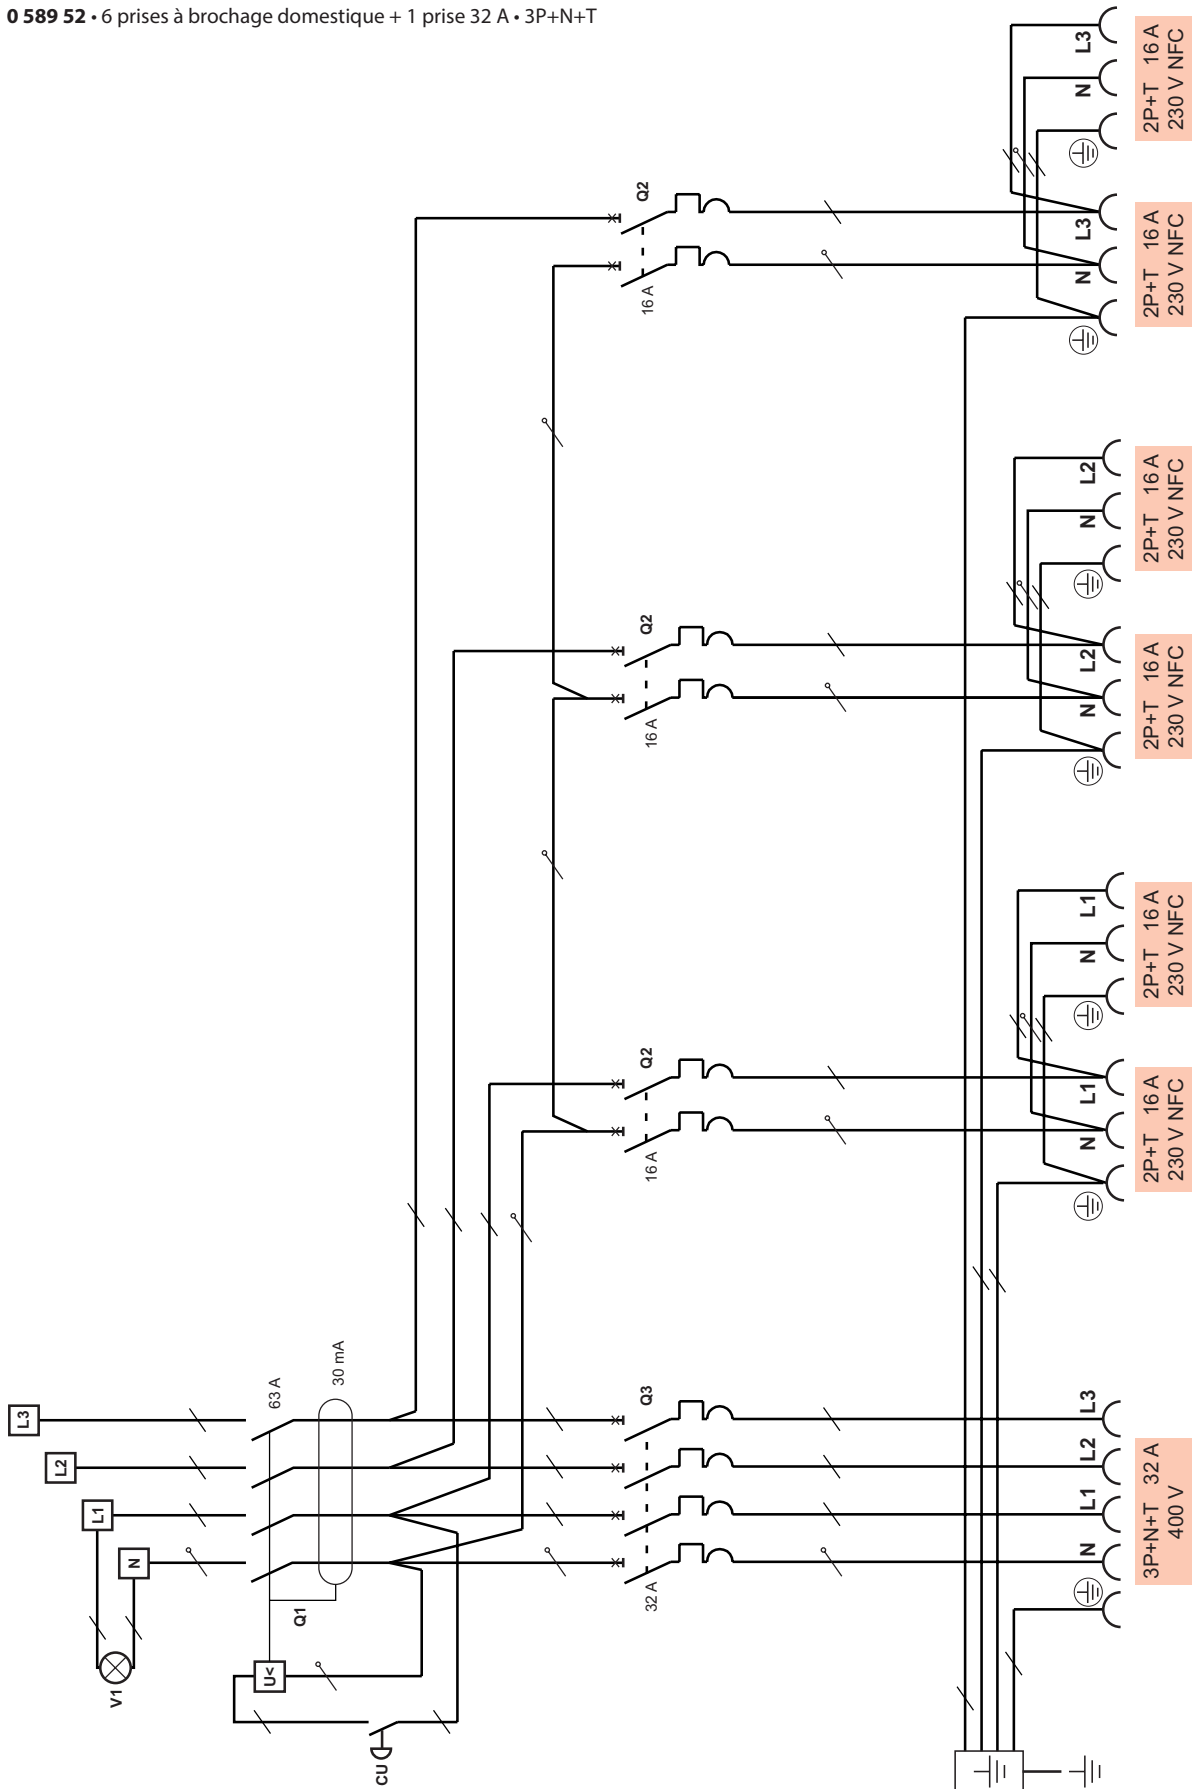 0 589 52 • 6 prises à brochage domestique + 1 prise 32 A • 3P+N+T
L3
L2
L1
N
V1
63 A
30 mA
Q1
U<
CU
Q2
16 A
Q2
16 A
Q2
16 A
Q3
32 A
L3
N
2P+T 16 A
230 V NFC
L3
N
2P+T 16 A
230 V NFC
L2
N
2P+T 16 A
230 V NFC
L2
N
2P+T 16 A
230 V NFC
L1
N
2P+T 16 A
230 V NFC
L1
N
2P+T 16 A
230 V NFC
L3
L2
L1
N
3P+N+T 32 A
400 V